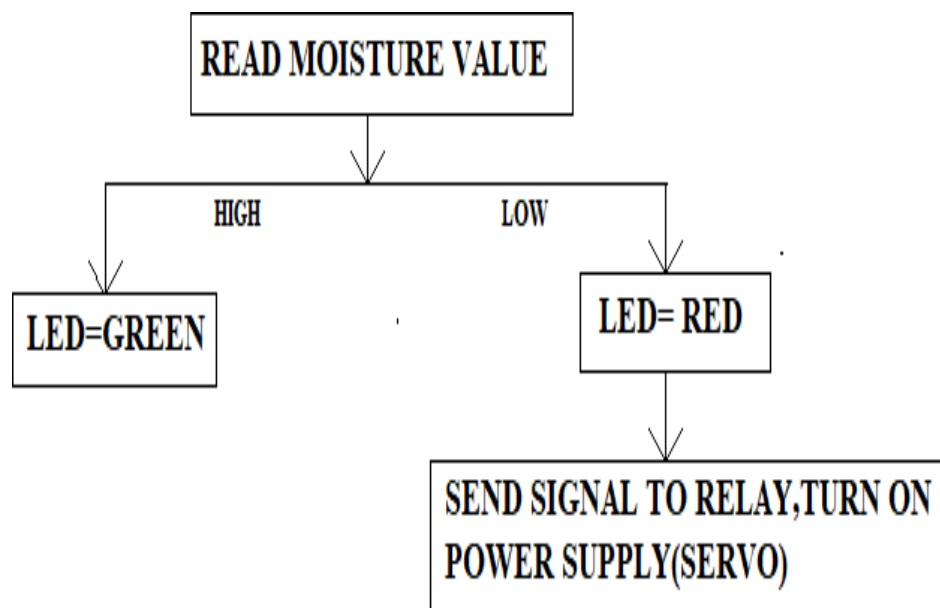 READ MOISTURE VALUE
HIGH
LOW
LED=GREEN
LED= RED
SEND SIGNAL TO RELAY,TURN ON
POWER SUPPLY(SERVO)